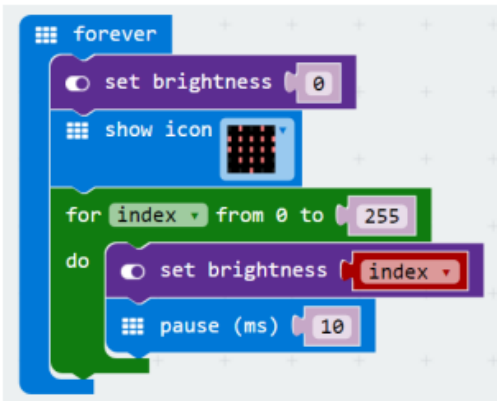 forever
set brightness 0
show icon
for index from 0 to 255
do
set brightness index
pause (ms) 10